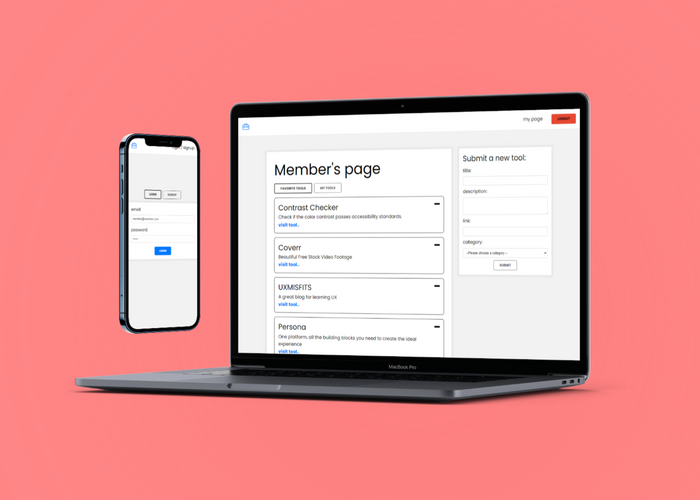 login / signup
LOGIN
SIGNUP
email:
password:
LOGIN
my page
LOGOUT
Member's page
FAVORITE TOOLS
MY TOOLS
Contrast Checker
Check if the color contrast passes accessibility standards.
visit tool..
Coverr
Beautiful Free Stock Video Footage
visit tool..
UXMISFITS
A great blog for learning UX
visit tool..
Persona
One platform, all the building blocks you need to create the ideal
experience
visit tool..
Submit a new tool:
title:
description:
link:
category:
--Please choose a category--
SUBMIT
MacBook Pro